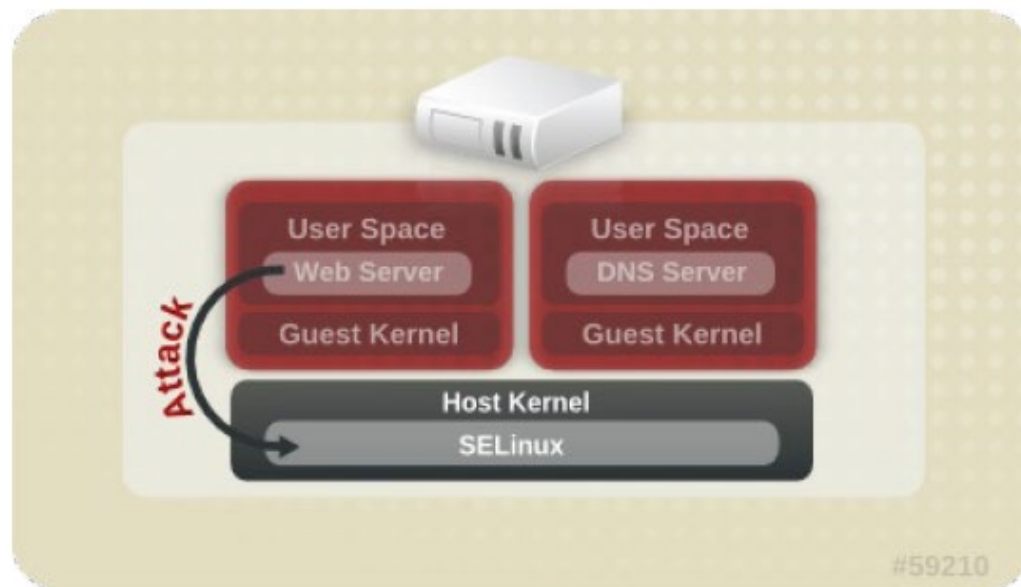 User Space
Web Server
Guest Kernel
User Space
DNS Server
Guest Kernel
Attack
Host Kernel
SELinux
#59210